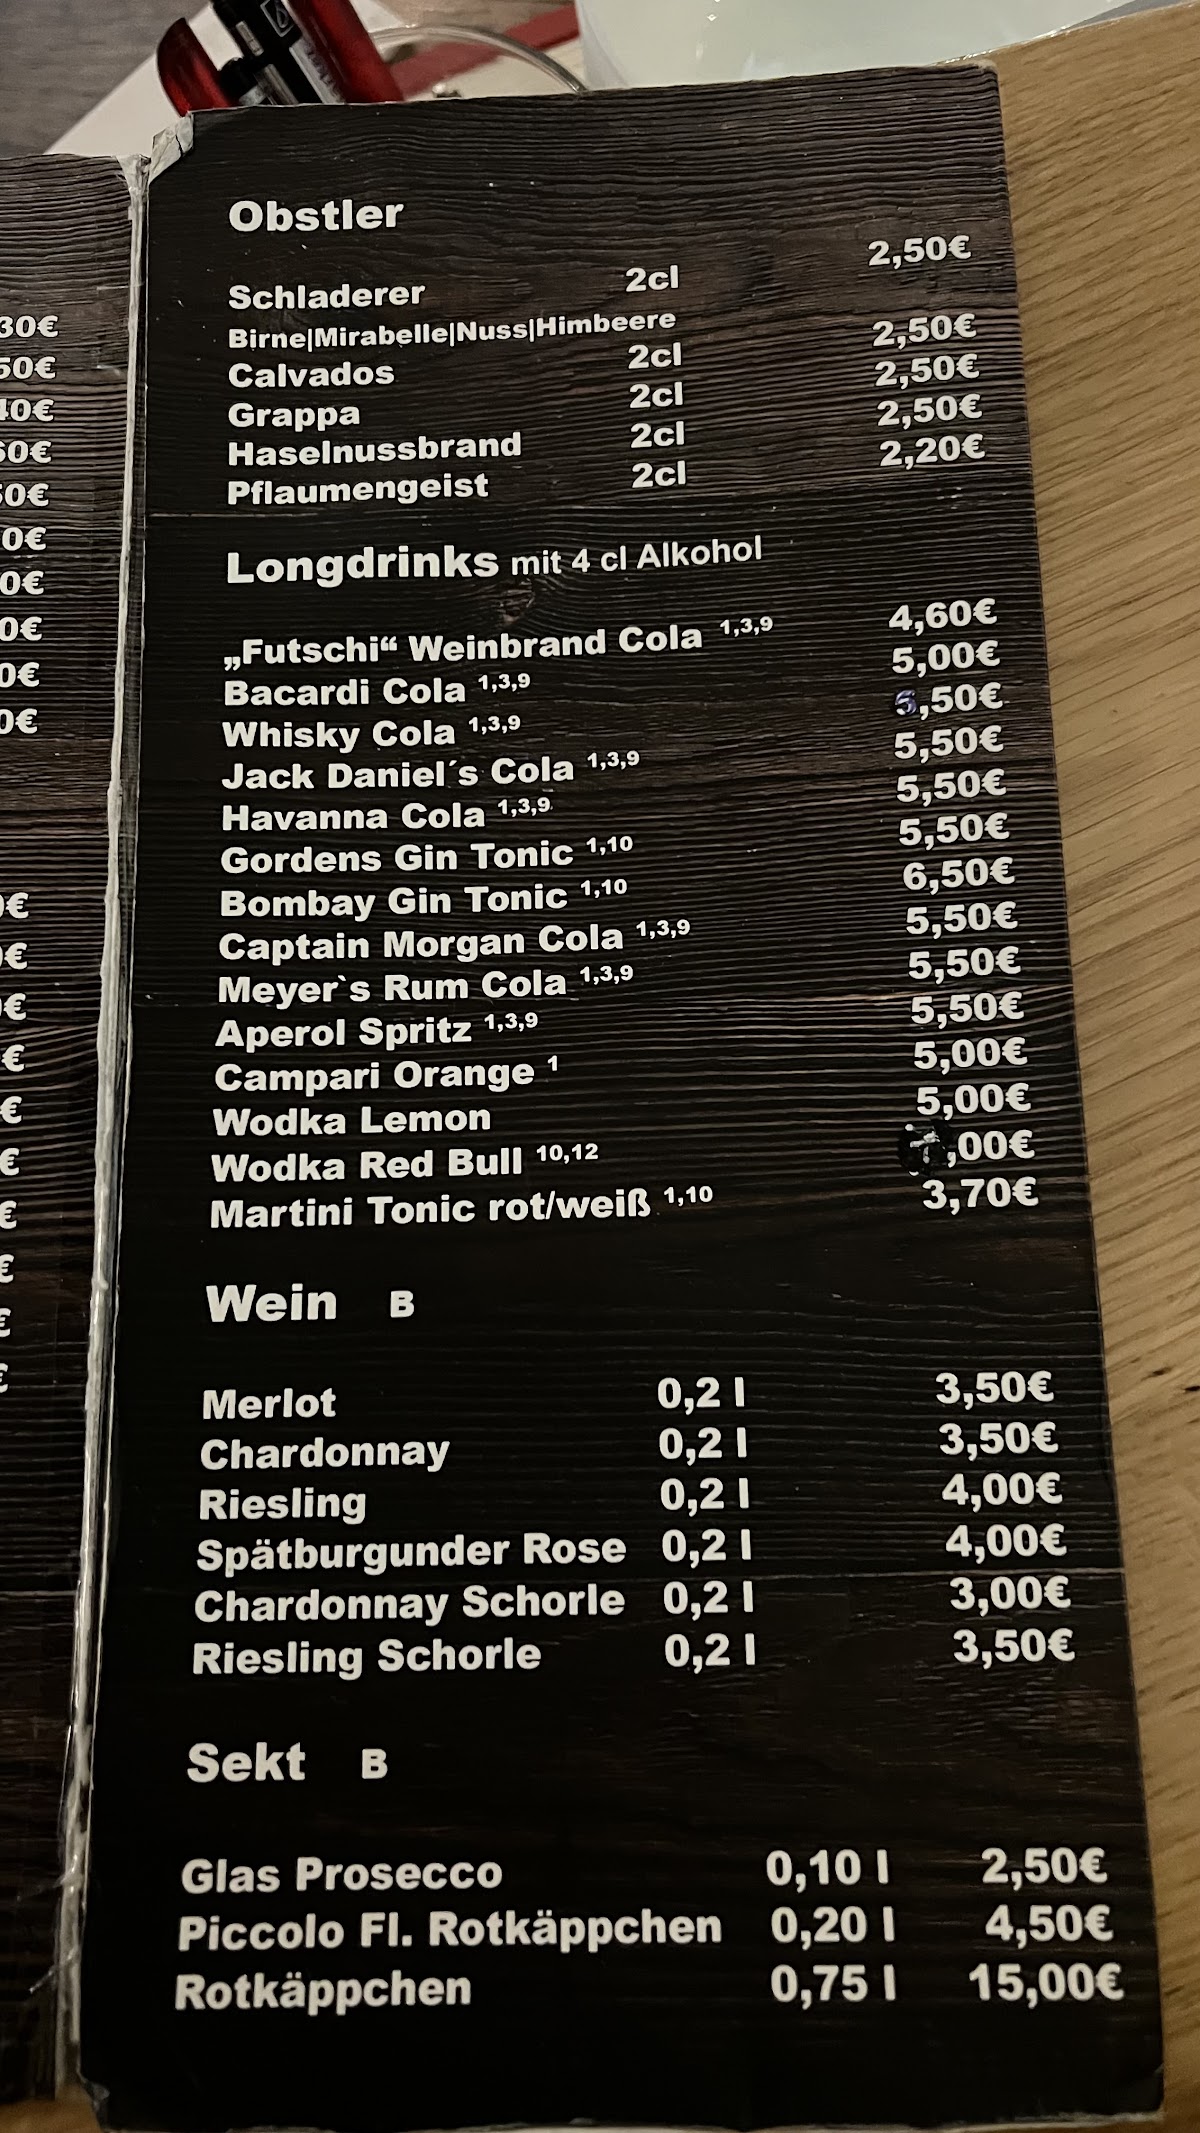 Obstler
Schladerer 2cl 2,50€
Birne|Mirabelle|Nuss|Himbeere
Calvados 2cl 2,50€
Grappa 2cl 2,50€
Haselnussbrand 2cl 2,50€
Pflaumengeist 2cl 2,20€
Longdrinks mit 4 cl Alkohol
„Futschi“ Weinbrand Cola 1,3,9 4,60€
Bacardi Cola 1,3,9 5,00€
Whisky Cola 1,3,9 ,50€
Jack Daniel´s Cola 1,3,9 5,50€
Havanna Cola 1,3,9 5,50€
Gordens Gin Tonic 1,10 5,50€
Bombay Gin Tonic 1,10 6,50€
Captain Morgan Cola 1,3,9 5,50€
Meyer`s Rum Cola 1,3,9 5,50€
Aperol Spritz 1,3,9 5,50€
Campari Orange 1 5,00€
Wodka Lemon 5,00€
Wodka Red Bull 10,12 7,00€
Martini Tonic rot/weiß 1,10 3,70€
Wein B
Merlot 0,2 l 3,50€
Chardonnay 0,2 l 3,50€
Riesling 0,2 l 4,00€
Spätburgunder Rose 0,2 l 4,00€
Chardonnay Schorle 0,2 l 3,00€
Riesling Schorle 0,2 l 3,50€
Sekt B
Glas Prosecco 0,10 l 2,50€
Piccolo Fl. Rotkäppchen 0,20 l 4,50€
Rotkäppchen 0,75 l 15,00€